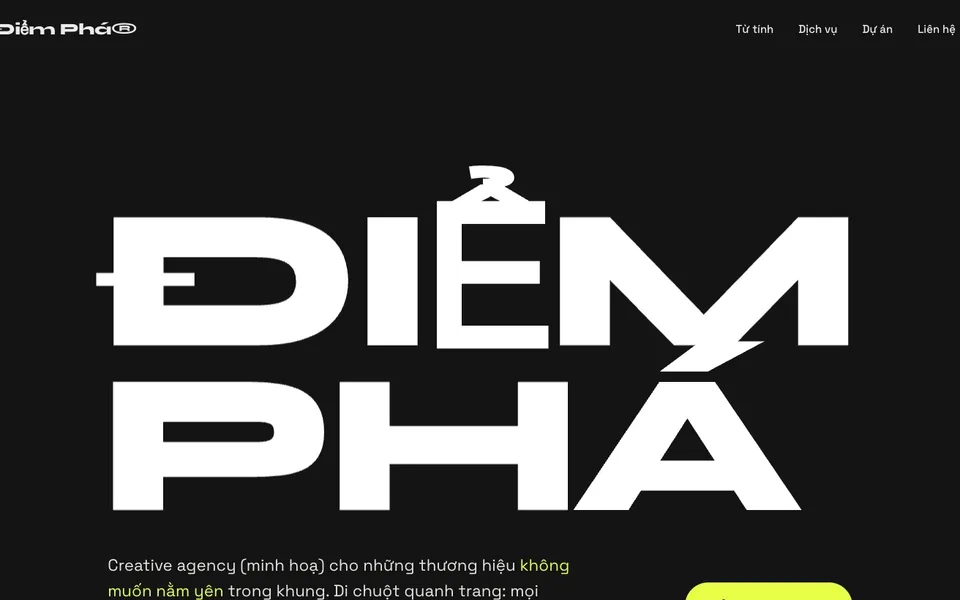 Điểm Phá®
Từ tính Dịch vụ Dự án Liên hệ
ĐIỂM
PHÁ
Creative agency (minh hoạ) cho những thương hiệu không
muốn nằm yên trong khung. Di chuột quanh trang: mọi